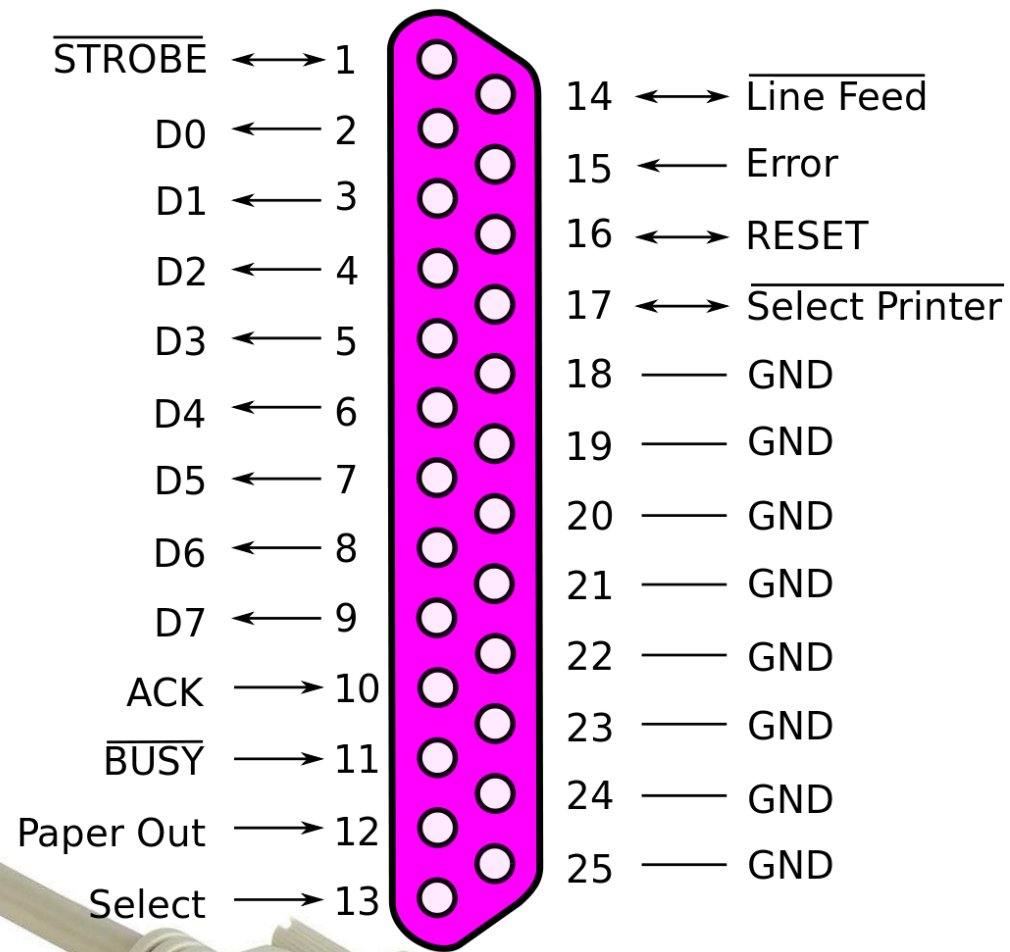 STROBE 1
D0 2
D1 3
D2 4
D3 5
D4 6
D5 7
D6 8
D7 9
ACK 10
BUSY 11
Paper Out 12
Select 13
14 Line Feed
15 Error
16 RESET
17 Select Printer
18 GND
19 GND
20 GND
21 GND
22 GND
23 GND
24 GND
25 GND